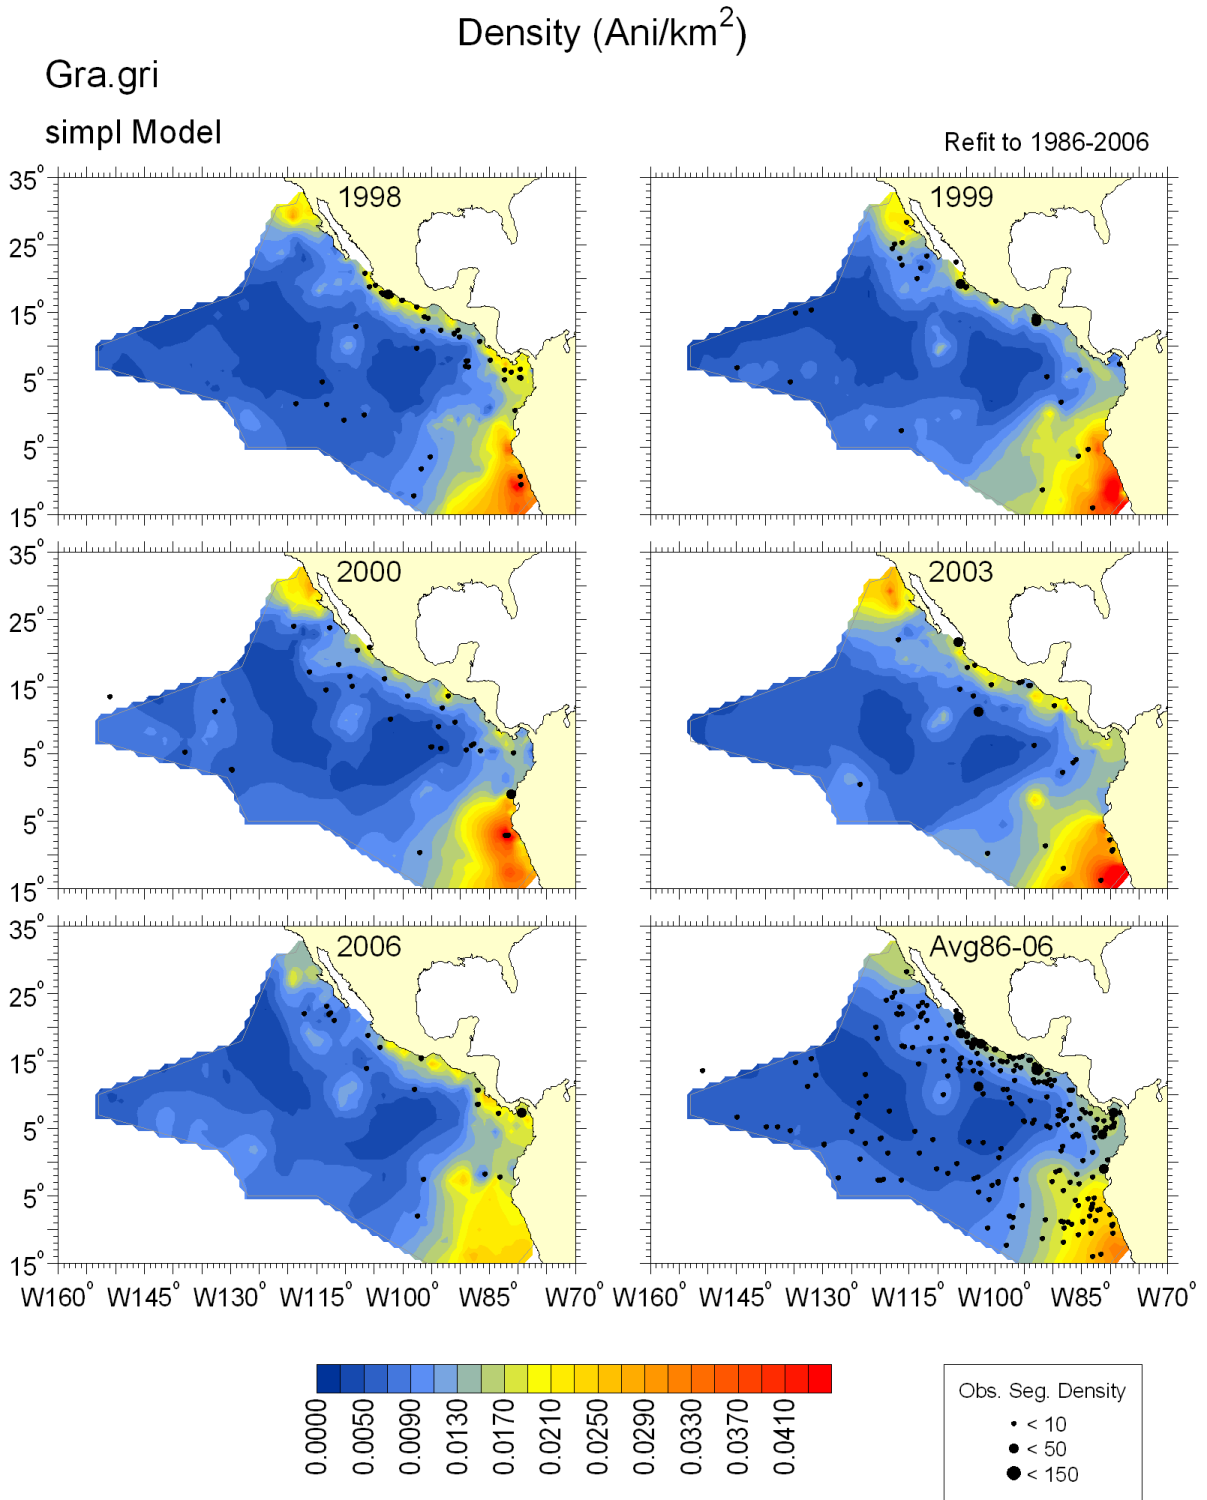 Density (Ani/km²)
Gra.gri
simpl Model
Refit to 1986-2006
1998
1999
35°
25°
15°
5°
5°
15°
2000
2003
35°
25°
15°
5°
5°
15°
2006
Avg86-06
35°
25°
15°
5°
5°
15°
W160° W145° W130° W115° W100° W85° W70°
W160° W145° W130° W115° W100° W85° W70°
0.0000 0.0050 0.0090 0.0130 0.0170 0.0210 0.0250 0.0290 0.0330 0.0370 0.0410
Obs. Seg. Density
< 10
< 50
< 150